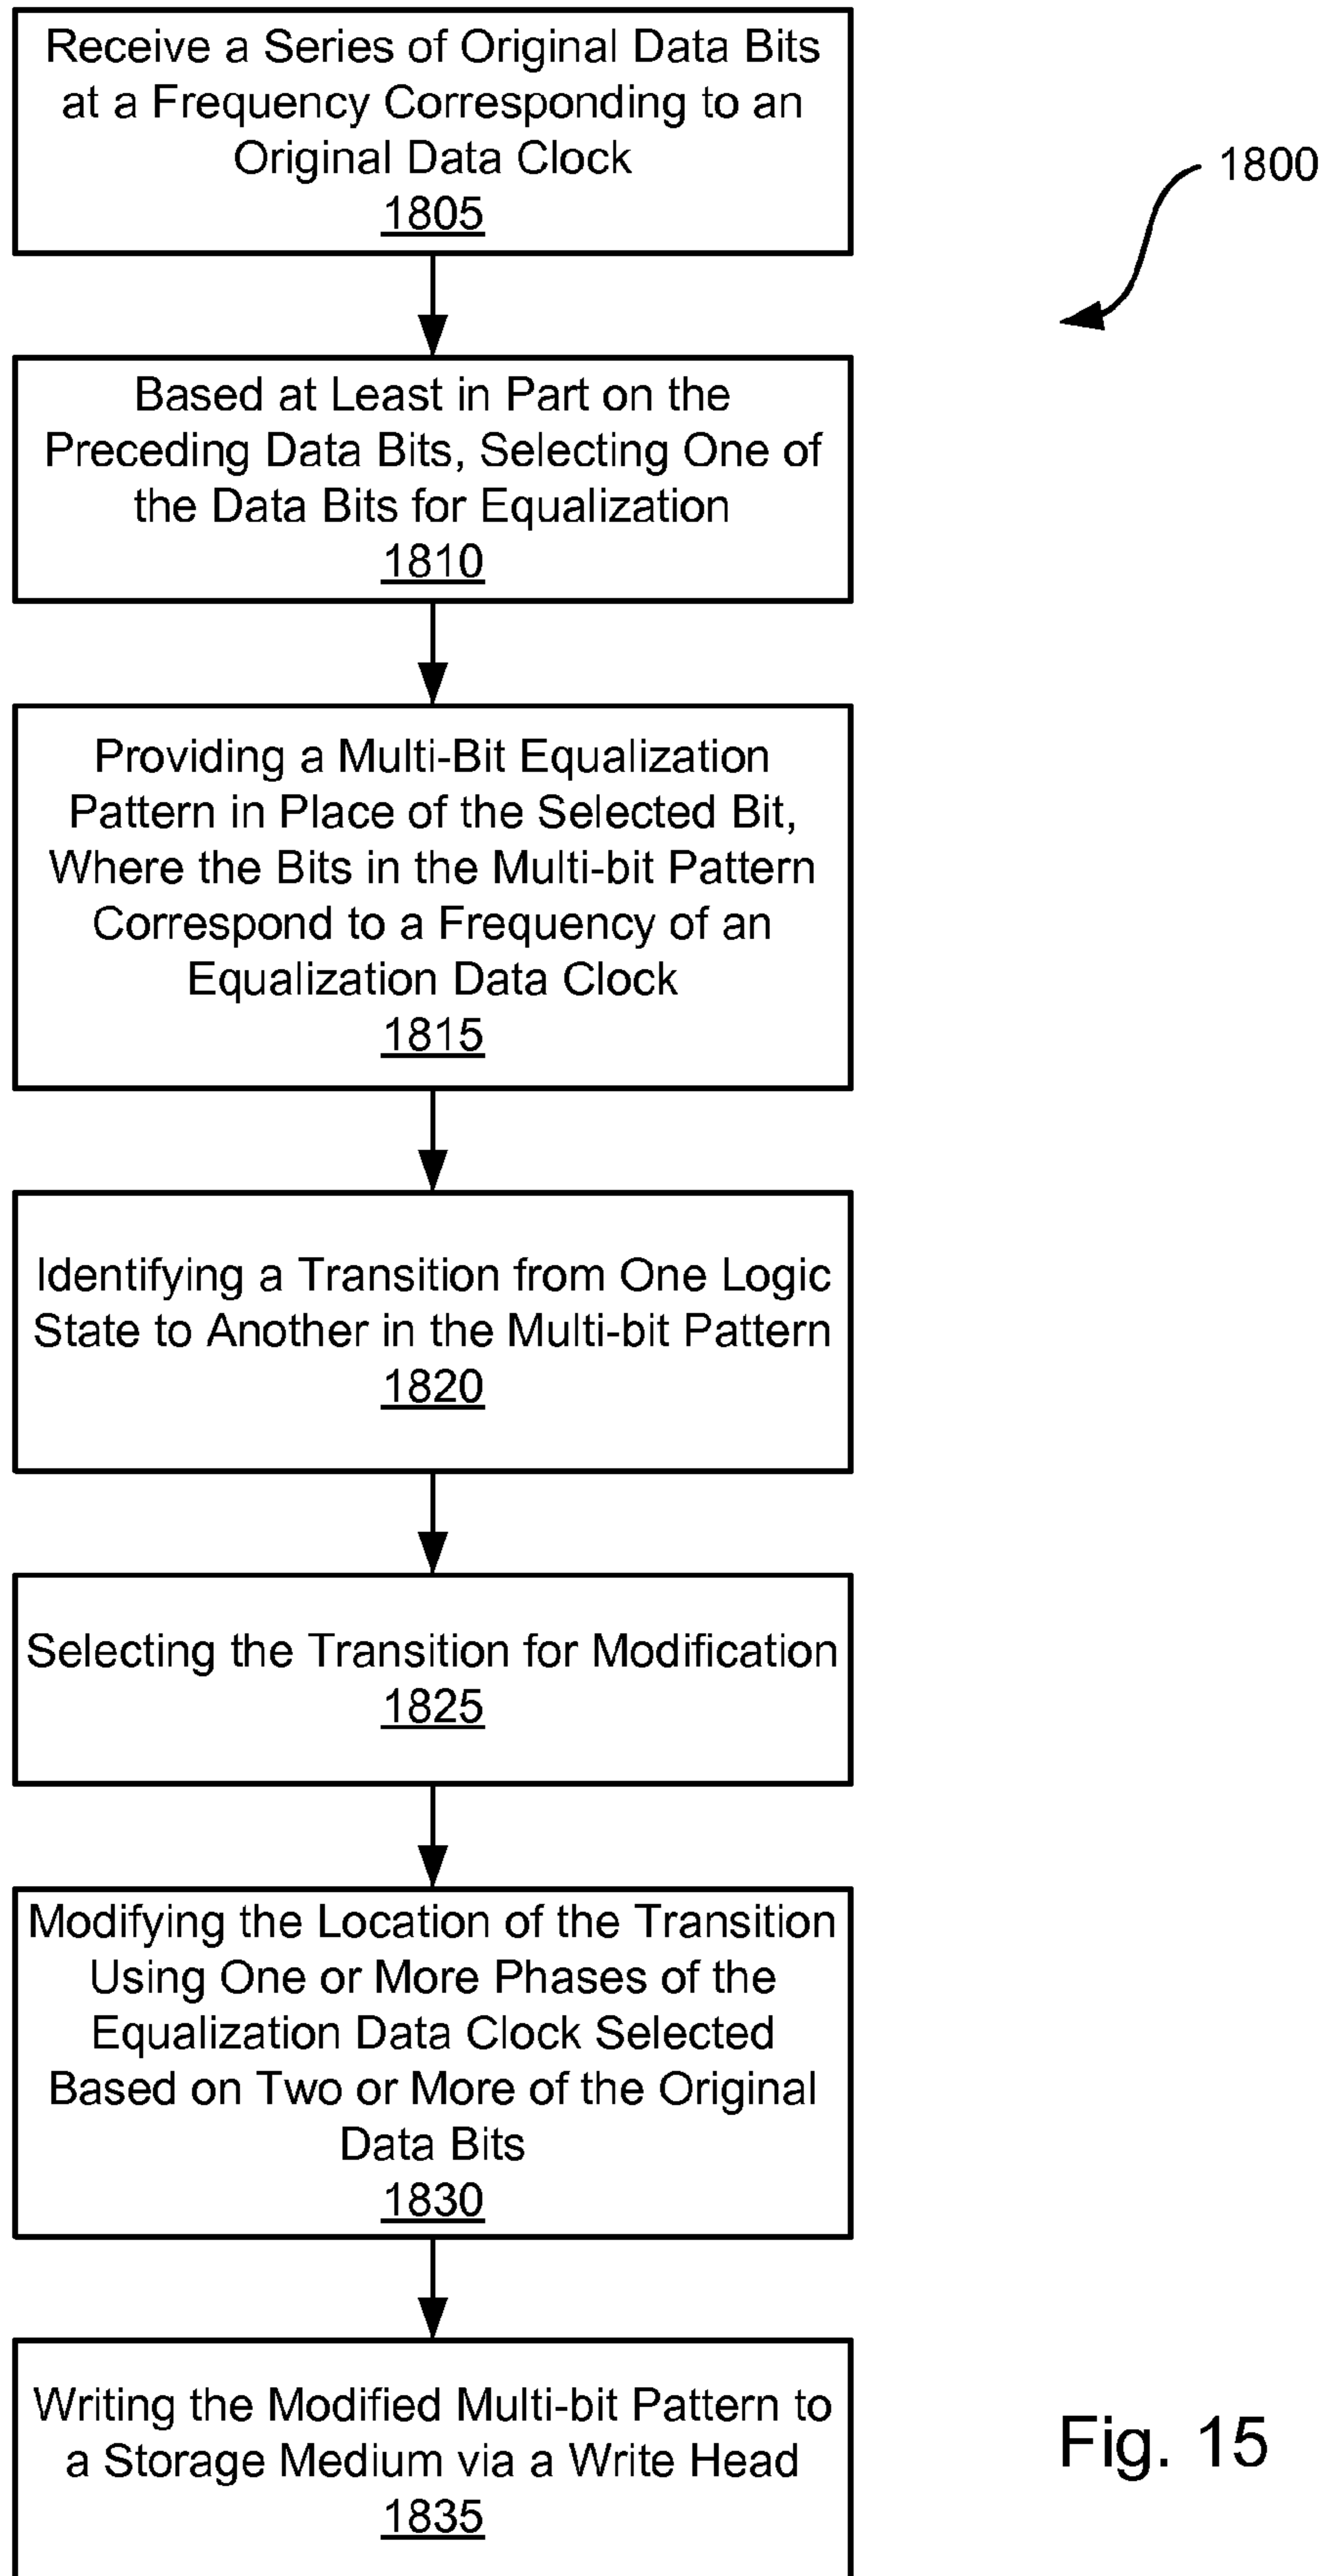 Receive a Series of Original Data Bits
at a Frequency Corresponding to an
Original Data Clock
1805
1800
Based at Least in Part on the
Preceding Data Bits, Selecting One of
the Data Bits for Equalization
1810
Providing a Multi-Bit Equalization
Pattern in Place of the Selected Bit,
Where the Bits in the Multi-bit Pattern
Correspond to a Frequency of an
Equalization Data Clock
1815
Identifying a Transition from One Logic
State to Another in the Multi-bit Pattern
1820
Selecting the Transition for Modification
1825
Modifying the Location of the Transition
Using One or More Phases of the
Equalization Data Clock Selected
Based on Two or More of the Original
Data Bits
1830
Writing the Modified Multi-bit Pattern to
a Storage Medium via a Write Head
1835
Fig. 15